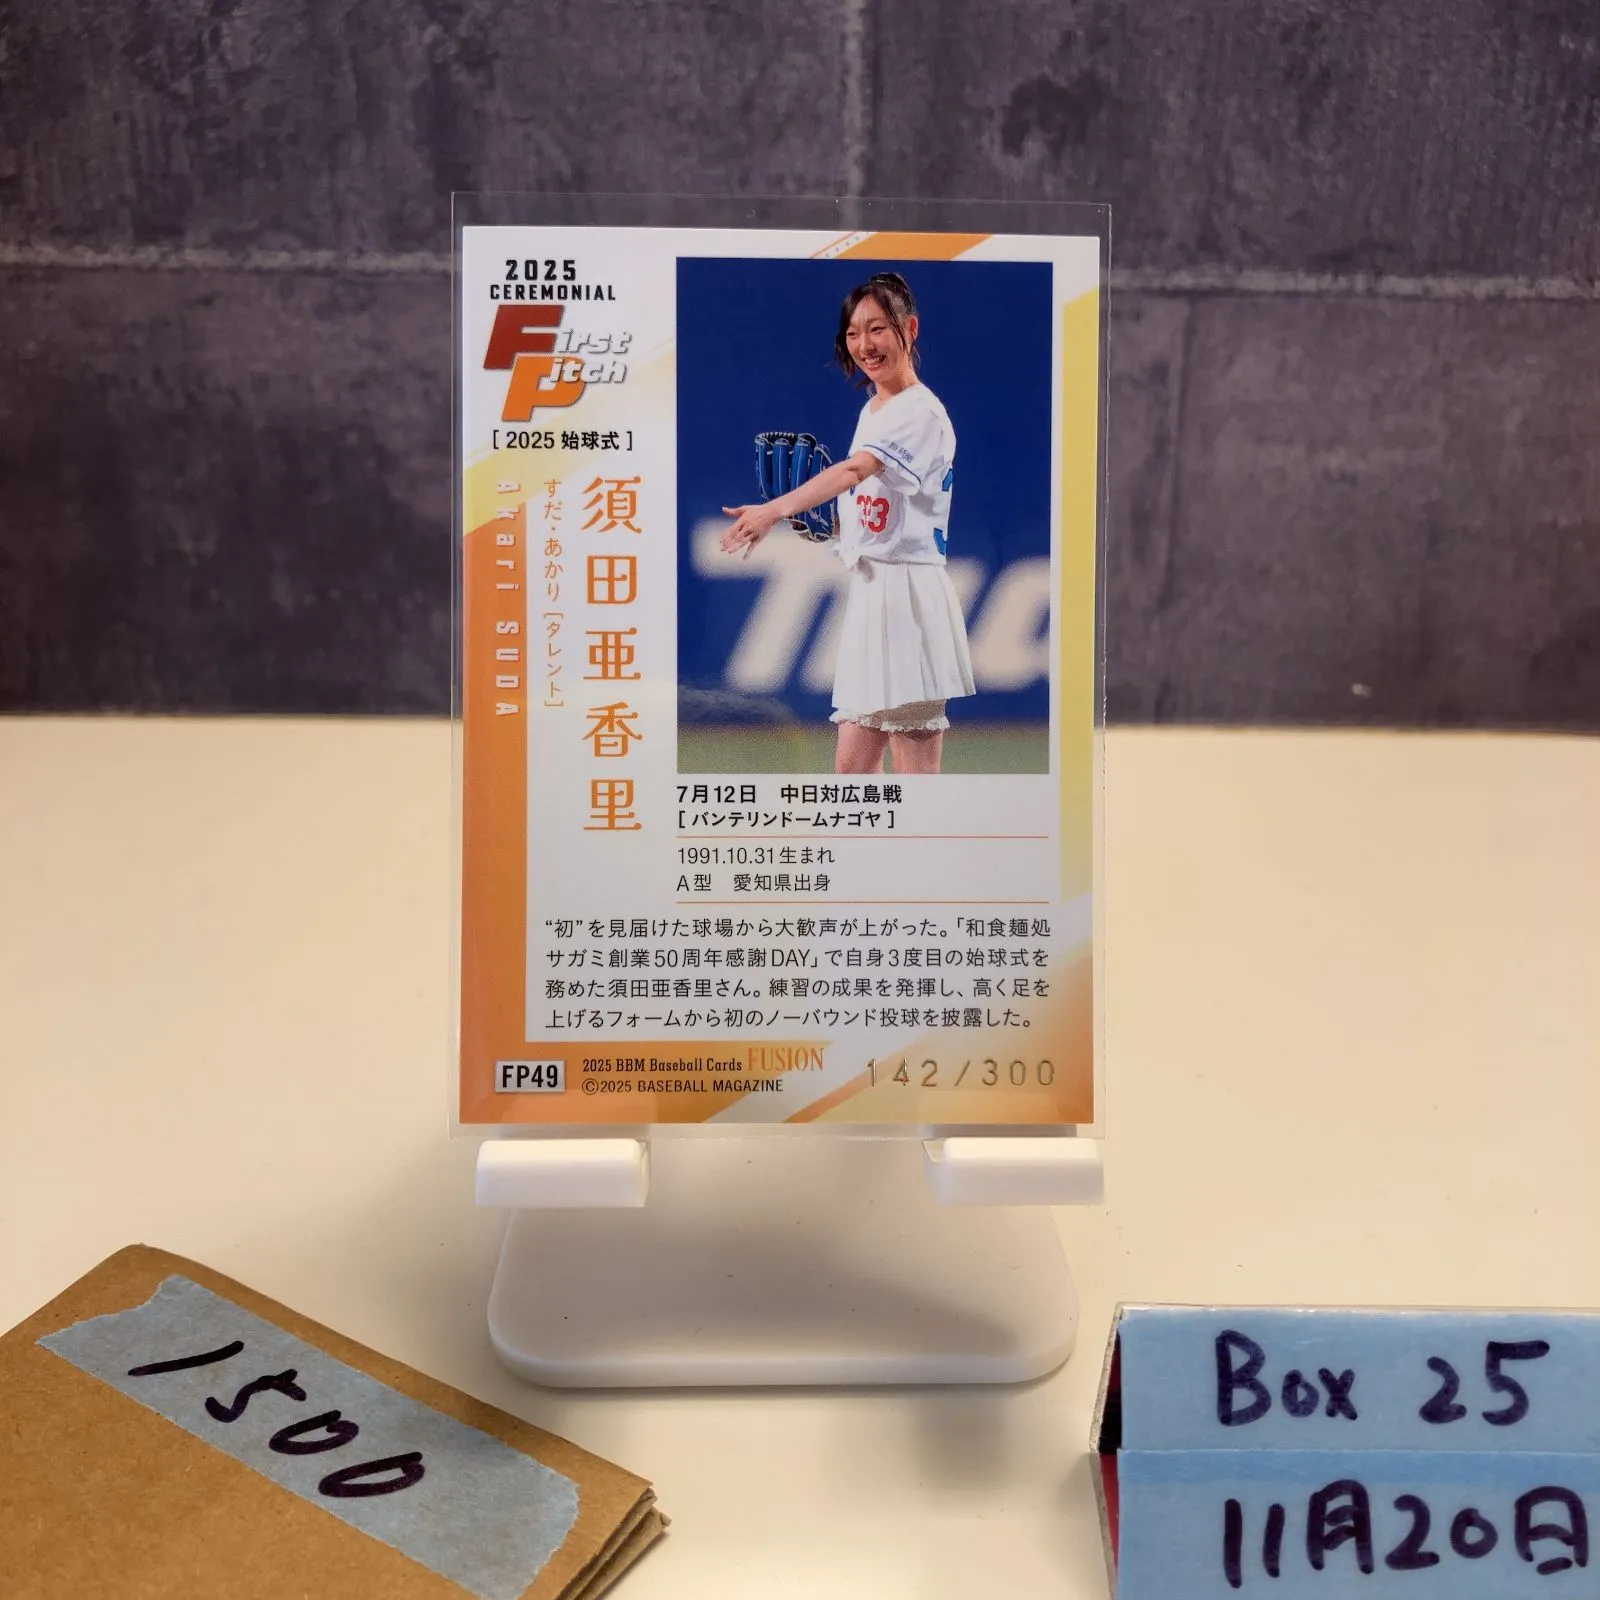 2025
CEREMONIAL
First
Pitch
[ 2025 始球式 ]
須田亜香里
すだ・あかり [タレント]
Akari SUDA
33
7月12日 中日対広島戦
[ バンテリンドームナゴヤ ]
1991.10.31生まれ
A型 愛知県出身
“初”を見届けた球場から大歓声が上がった。「和食麺処
サガミ創業50周年感謝DAY」で自身3度目の始球式を
務めた須田亜香里さん。練習の成果を発揮し、高く足を
上げるフォームから初のノーバウンド投球を披露した。
FP49
2025 BBM Baseball Cards FUSION
©2025 BASEBALL MAGAZINE
142/300
1500
Box 25
11月20日